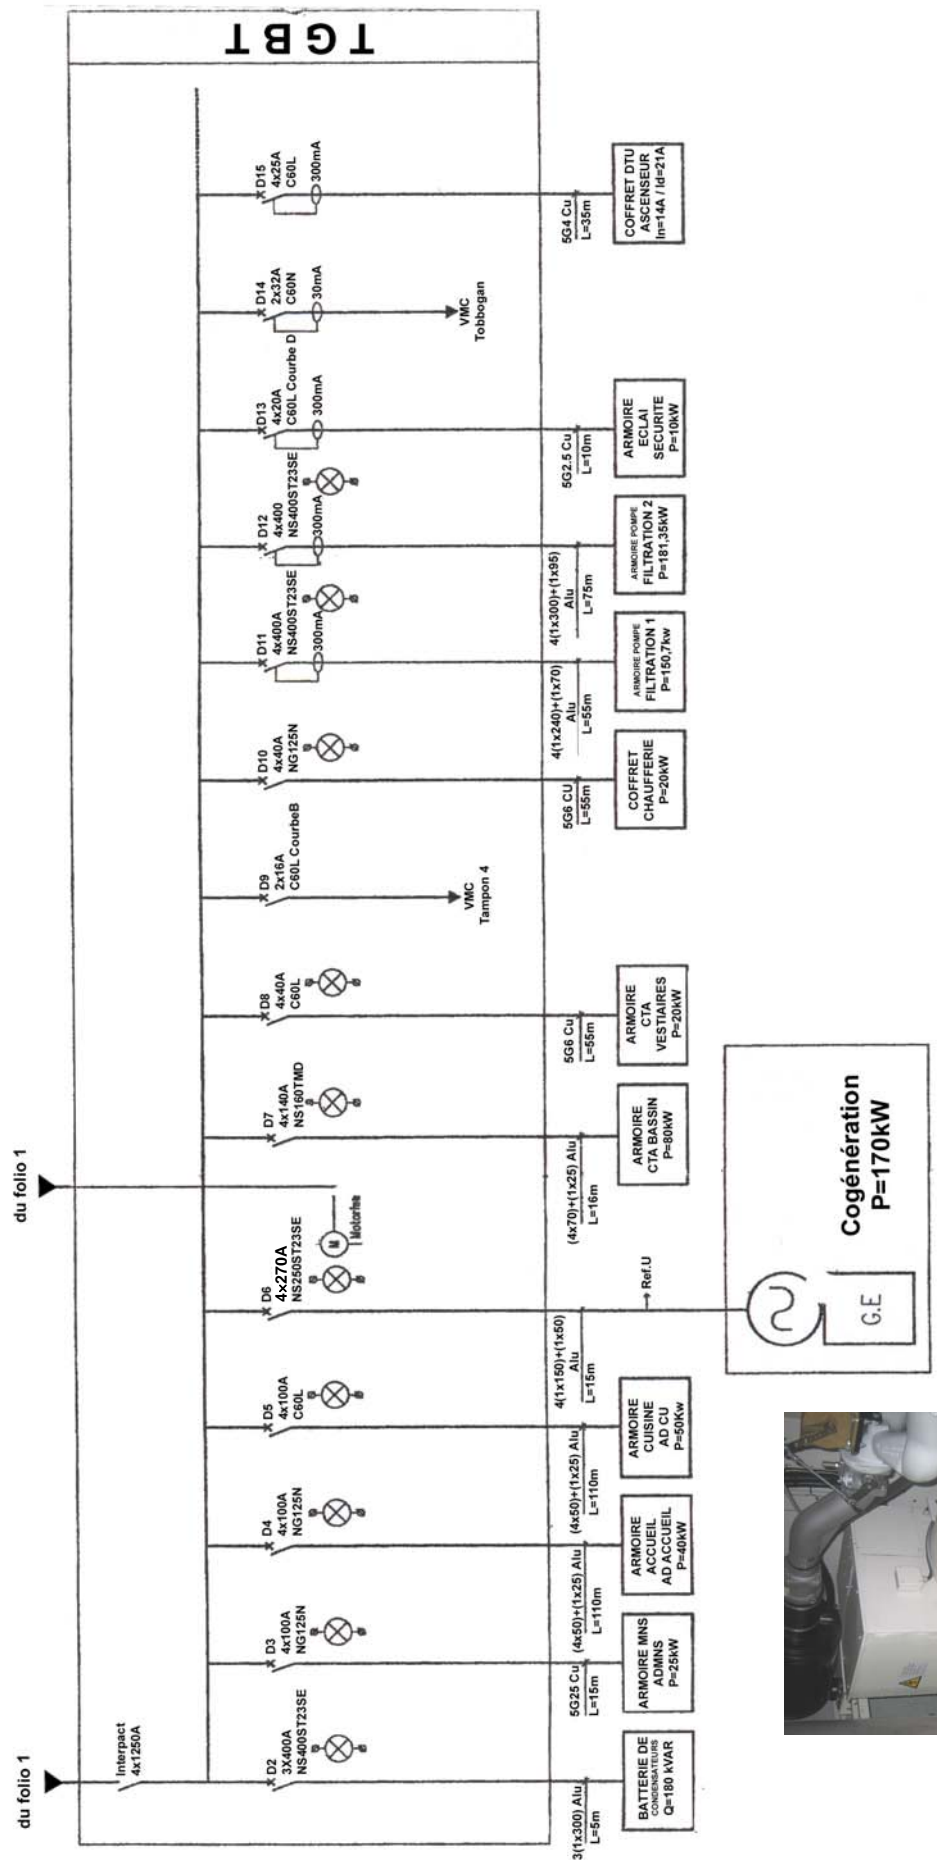 TGBT
du folio 1
Interpact
4x1250A
D2
3X400A
NS400ST23SE
3(1x300) Alu
L=5m
BATTERIE DE
CONDENSATEURS
Q=180 kVAR
D3
4x100A
NG125N
5G25 Cu
L=15m
ARMOIRE MNS
ADMNS
P=25kW
D4
4x100A
NG125N
(4x50)+(1x25) Alu
L=110m
ARMOIRE
ACCUEIL
AD ACCUEIL
P=40kW
D5
4x100A
C60L
(4x50)+(1x25) Alu
L=110m
ARMOIRE
CUISINE
AD CU
P=50Kw
D6
4x270A
NS250ST23SE
M
4(1x150)+(1x50)
Alu
L=15m
Ref.U
G.E
Cogénération
P=170kW
du folio 1
D7
4x140A
NS160TMD
(4x70)+(1x25) Alu
L=16m
ARMOIRE
CTA BASSIN
P=80kW
D8
4x40A
C60L
5G6 Cu
L=55m
ARMOIRE
CTA
VESTIAIRES
P=20kW
D9
2x16A
C60L CourbeB
VMC
Tampon 4
D10
4x40A
NG125N
5G6 CU
L=55m
COFFRET
CHAUFFERIE
P=20kW
D11
4x400A
NS400ST23SE
300mA
4(1x240)+(1x70)
Alu
L=55m
ARMOIRE POMPE
FILTRATION 1
P=150,7kw
D12
4x400
NS400ST23SE
300mA
4(1x300)+(1x95)
Alu
L=75m
ARMOIRE POMPE
FILTRATION 2
P=181,35kW
D13
4x20A
C60L Courbe D
300mA
5G2.5 Cu
L=10m
ARMOIRE
ECLAI
SECURITE
P=10kW
D14
2x32A
C60N
30mA
VMC
Tobbogan
D15
4x25A
C60L
300mA
5G4 Cu
L=35m
COFFRET DTU
ASCENSEUR
In=14A / Id=21A